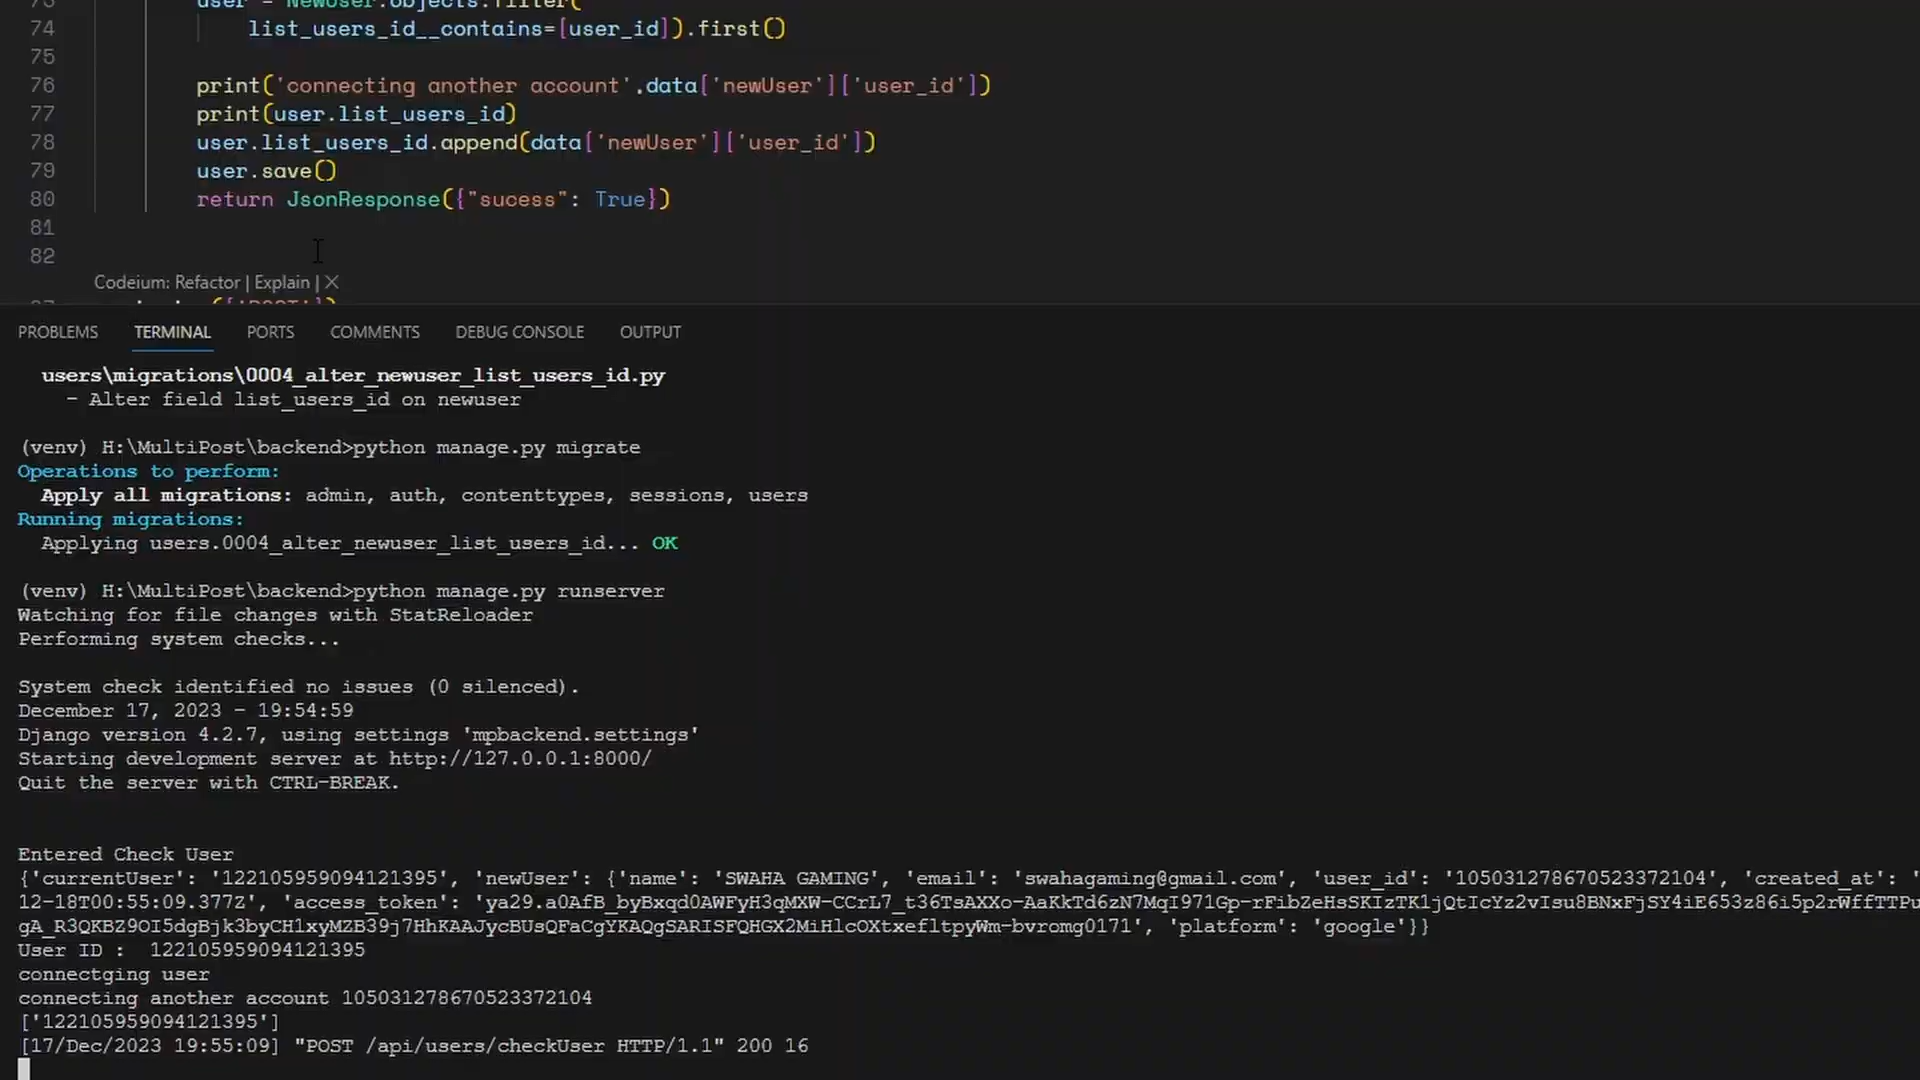 73 user = NewUser.objects.filter(
74 list_users_id__contains=[user_id]).first()
75
76 print('connecting another account',data['newUser']['user_id'])
77 print(user.list_users_id)
78 user.list_users_id.append(data['newUser']['user_id'])
79 user.save()
80 return JsonResponse({"sucess": True})
81
82
Codeium: Refactor | Explain | X
PROBLEMS TERMINAL PORTS COMMENTS DEBUG CONSOLE OUTPUT
users\migrations\0004_alter_newuser_list_users_id.py
- Alter field list_users_id on newuser
(venv) H:\MultiPost\backend>python manage.py migrate
Operations to perform:
Apply all migrations: admin, auth, contenttypes, sessions, users
Running migrations:
Applying users.0004_alter_newuser_list_users_id... OK
(venv) H:\MultiPost\backend>python manage.py runserver
Watching for file changes with StatReloader
Performing system checks...
System check identified no issues (0 silenced).
December 17, 2023 - 19:54:59
Django version 4.2.7, using settings 'mpbackend.settings'
Starting development server at http://127.0.0.1:8000/
Quit the server with CTRL-BREAK.
Entered Check User
{'currentUser': '122105959094121395', 'newUser': {'name': 'SWAHA GAMING', 'email': 'swahagaming@gmail.com', 'user_id': '105031278670523372104', 'created_at': '
12-18T00:55:09.377Z', 'access_token': 'ya29.a0AfB_byBxqd0AWFyH3qMXW-CCrL7_t36TsAXXo-AaKkTd6zN7MqI971Gp-rFibZeHsSKIzTK1jQtIcYz2vIsu8BNxFjSY4iE653z86i5p2rWffTTPu
gA_R3QKBZ9OI5dgBjk3byCH1xyMZB39j7HhKAAJycBUsQFaCgYKAQgSARISFQHGX2MiHlcOXtxefltpyWm-bvromg0171', 'platform': 'google'}}
User ID :  122105959094121395
connectging user
connecting another account 105031278670523372104
['122105959094121395']
[17/Dec/2023 19:55:09] "POST /api/users/checkUser HTTP/1.1" 200 16